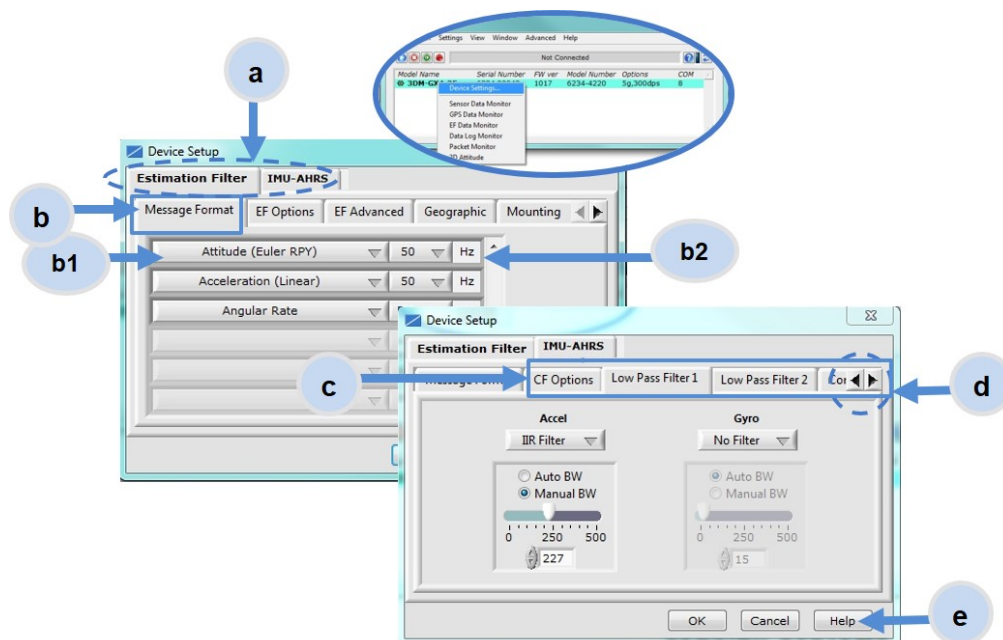 Settings View Window Advanced Help
Not Connected
Model Name Serial Number FW ver Model Number Options COM
3DM-GX4 1017 6234-4220 5g,300dps 8
Device Settings...
Sensor Data Monitor
GPS Data Monitor
EF Data Monitor
Data Log Monitor
Packet Monitor
3D Attitude
a
Device Setup
Estimation Filter IMU-AHRS
b
Message Format EF Options EF Advanced Geographic Mounting
b1
Attitude (Euler RPY) 50 Hz
b2
Acceleration (Linear) 50 Hz
Angular Rate
Device Setup
Estimation Filter IMU-AHRS
c
CF Options Low Pass Filter 1 Low Pass Filter 2
d
Accel Gyro
IIR Filter No Filter
Auto BW Auto BW
Manual BW Manual BW
0 250 500 0 250 500
227 15
OK Cancel Help
e